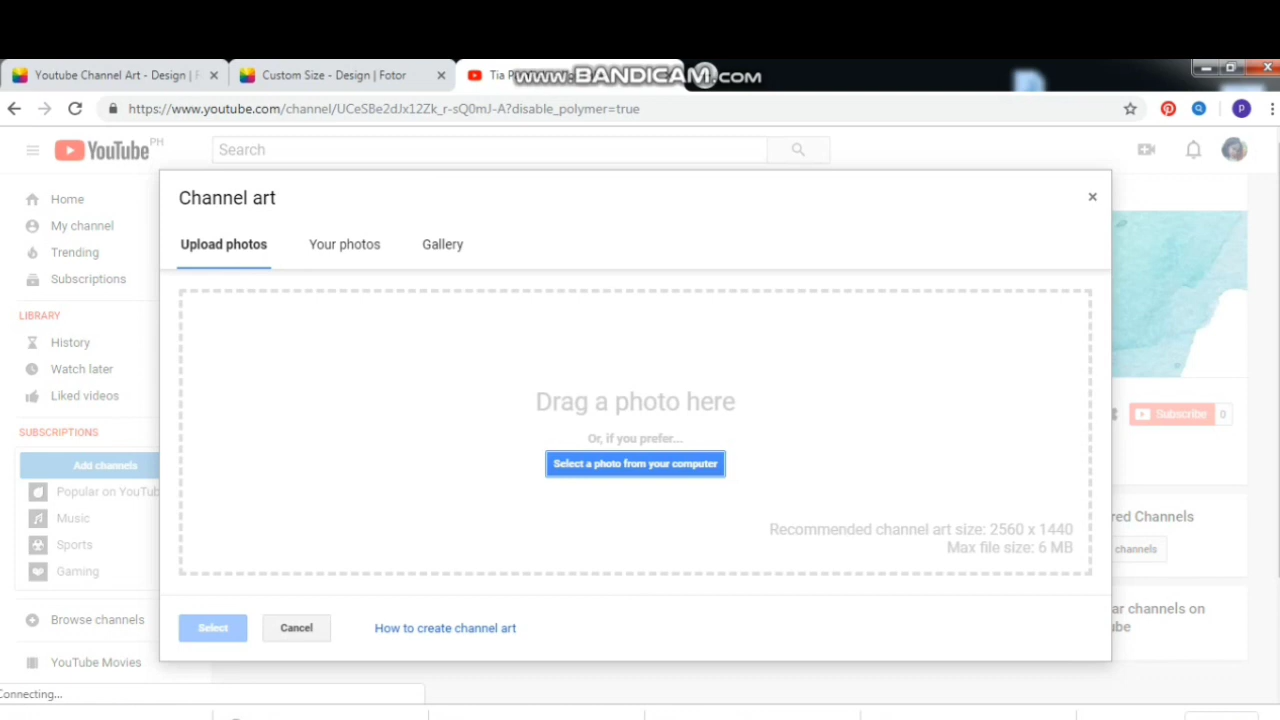 Youtube Channel Art - Design | F
Custom Size - Design | Fotor
Tia P
www.BANDICAM.com
https://www.youtube.com/channel/UCeSBe2dJx12Zk_r-sQ0mJ-A?disable_polymer=true
P
YouTube PH
Search
Channel art
Upload photos
Your photos
Gallery
Home
My channel
Trending
Subscriptions
LIBRARY
History
Watch later
Liked videos
SUBSCRIPTIONS
Add channels
Popular on YouTub
Music
Sports
Gaming
Browse channels
YouTube Movies
Drag a photo here
Or, if you prefer...
Select a photo from your computer
Recommended channel art size: 2560 x 1440
Max file size: 6 MB
Select
Cancel
How to create channel art
Subscribe 0
red Channels
channels
ar channels on
ube
Connecting...